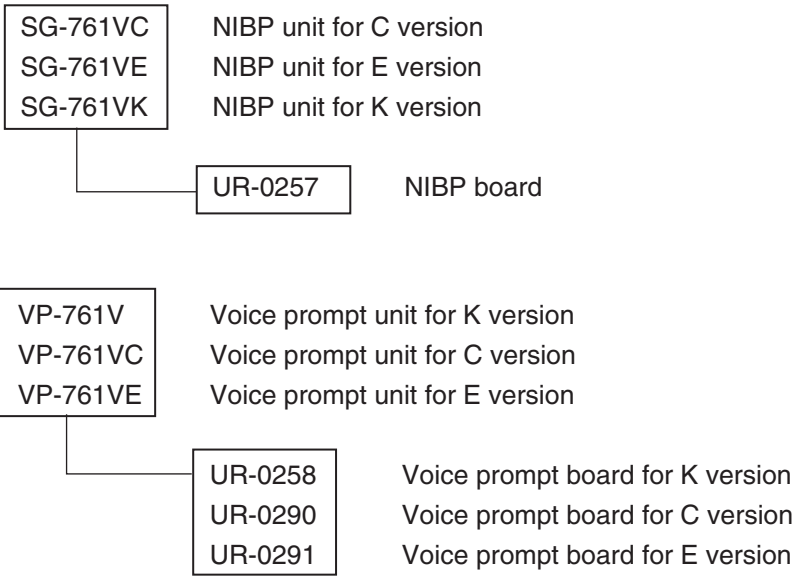 SG-761VC NIBP unit for C version
SG-761VE NIBP unit for E version
SG-761VK NIBP unit for K version
UR-0257 NIBP board
VP-761V Voice prompt unit for K version
VP-761VC Voice prompt unit for C version
VP-761VE Voice prompt unit for E version
UR-0258 Voice prompt board for K version
UR-0290 Voice prompt board for C version
UR-0291 Voice prompt board for E version